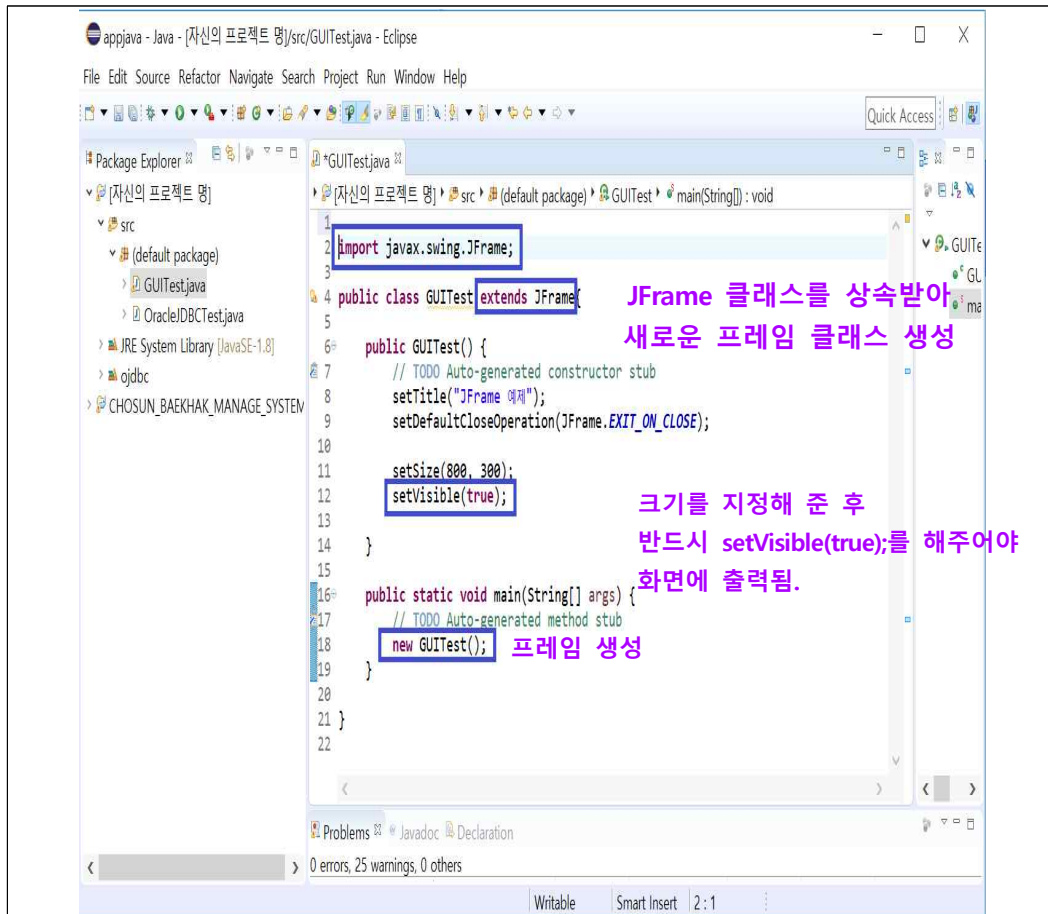 appjava - Java - [자신의 프로젝트 명]/src/GUITest.java - Eclipse
File Edit Source Refactor Navigate Search Project Run Window Help
Quick Access
Package Explorer
*GUITest.java
[자신의 프로젝트 명]
[자신의 프로젝트 명] src (default package) GUITest main(String[]) : void
src
(default package)
GUITest.java
OracleJDBCTest.java
JRE System Library [JavaSE-1.8]
ojdbc
CHOSUN_BAEKHAK_MANAGE_SYSTEM
1
2 import javax.swing.JFrame;
3
4 public class GUITest extends JFrame{
5
6 public GUITest() {
7 // TODO Auto-generated constructor stub
8 setTitle("JFrame 예제");
9 setDefaultCloseOperation(JFrame.EXIT_ON_CLOSE);
10
11 setSize(800, 300);
12 setVisible(true);
13
14 }
15
16 public static void main(String[] args) {
17 // TODO Auto-generated method stub
18 new GUITest();
19 }
20
21 }
22
JFrame 클래스를 상속받아
새로운 프레임 클래스 생성
크기를 지정해 준 후
반드시 setVisible(true);를 해주어야
화면에 출력됨.
프레임 생성
GUITe
GU
ma
Problems Javadoc Declaration
0 errors, 25 warnings, 0 others
Writable Smart Insert 2 : 1